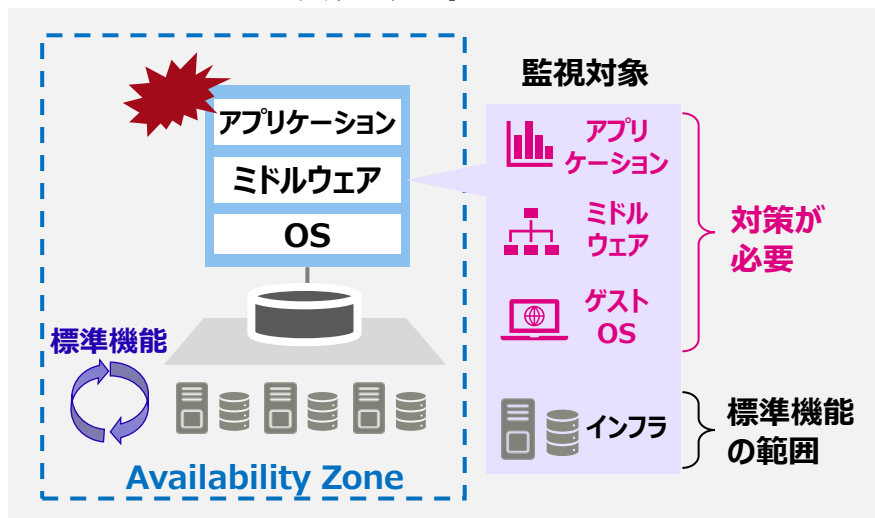 アプリケーション
ミドルウェア
OS
標準機能
Availability Zone
監視対象
アプリ
ケーション
ミドル
ウェア
ゲスト
OS
インフラ
対策が
必要
標準機能
の範囲